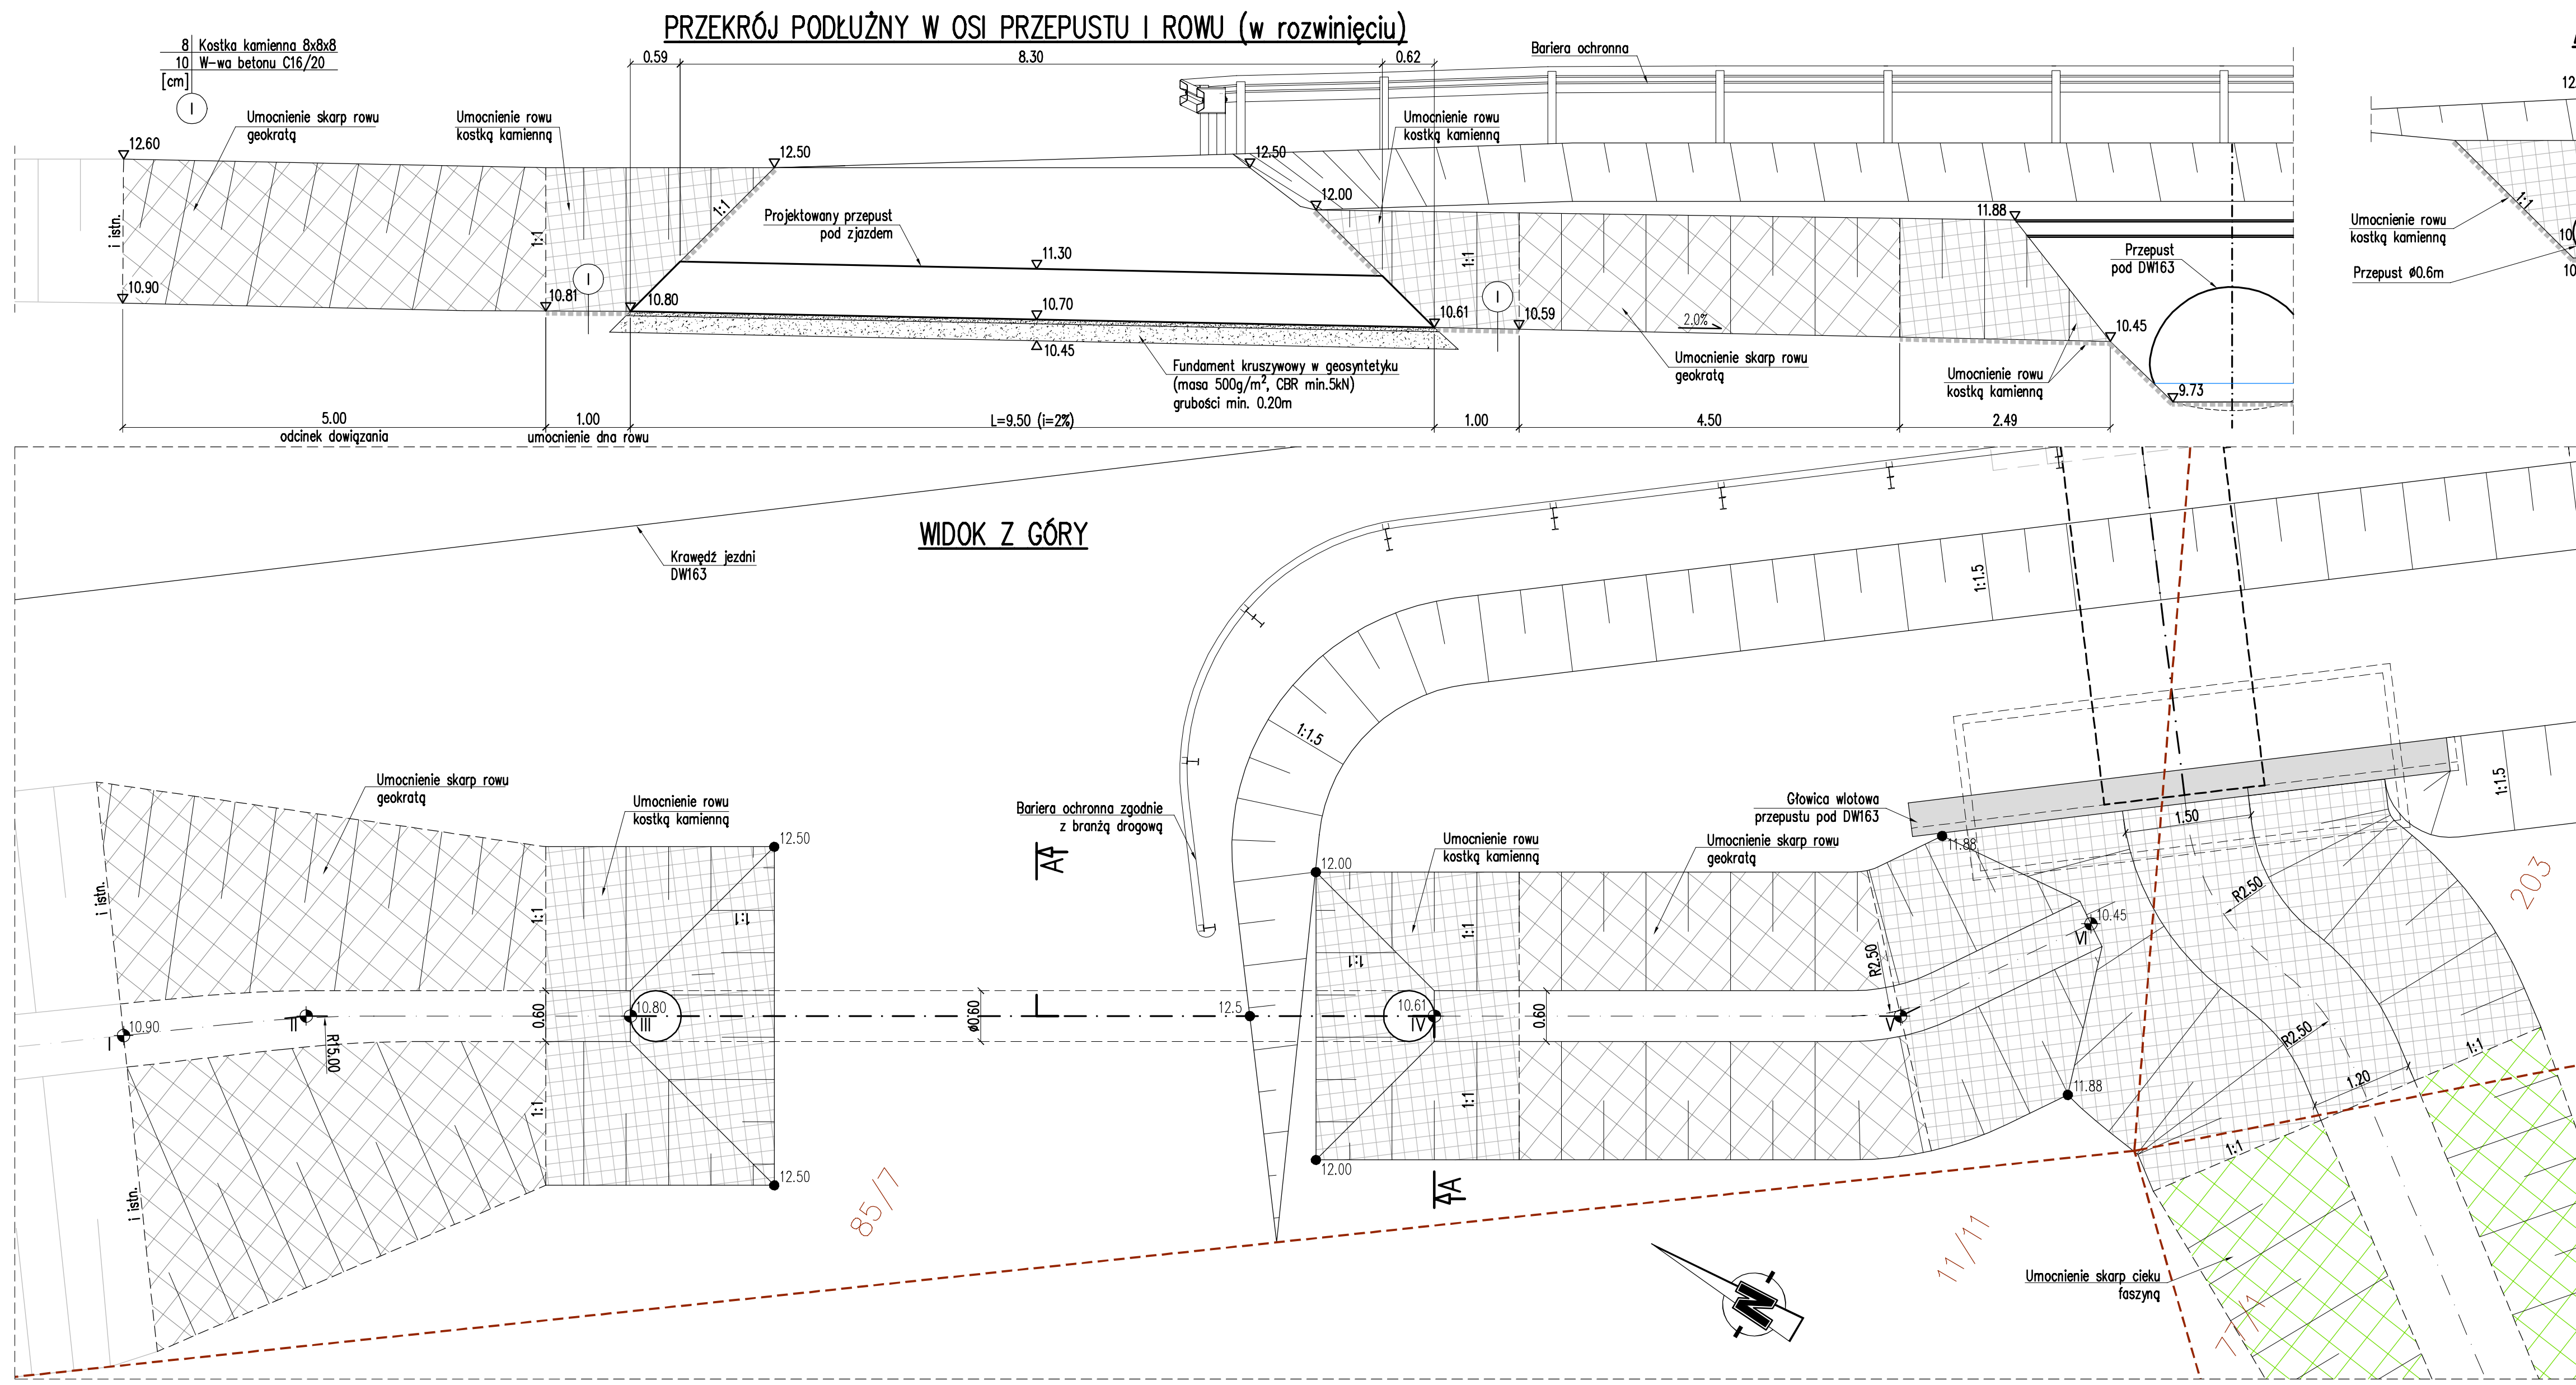 PRZEKRÓJ PODŁUŻNY W OSI PRZEPUSTU I ROWU (w rozwinięciu)
8 Kostka kamienna 8x8x8
10 W-wa betonu C16/20
[cm]
I
0.59
8.30
0.62
Bariera ochronna
Umocnienie skarp rowu
geokratą
Umocnienie rowu
kostką kamienną
Umocnienie rowu
kostką kamienną
12.60
12.50
12.50
12.00
11.88
i istn.
1:1
1:1
1:1
1:1
Projektowany przepust
pod zjazdem
11.30
Przepust
pod DW163
Umocnienie rowu
kostką kamienną
Przepust Ø0.6m
10.90
10.81
I
10.80
10.70
10.45
10.61
I
10.59
2.0%
10.45
9.73
Fundament kruszywowy w geosyntetyku
(masa 500g/m², CBR min.5kN)
grubości min. 0.20m
Umocnienie skarp rowu
geokratą
Umocnienie rowu
kostką kamienną
5.00
1.00
L=9.50 (i=2%)
1.00
4.50
2.49
odcinek dowiązania
umocnienie dna rowu
WIDOK Z GÓRY
Krawędź jezdni
DW163
1:1.5
1:1.5
1:1.5
Umocnienie skarp rowu
geokratą
Umocnienie rowu
kostką kamienną
Bariera ochronna zgodnie
z branżą drogową
Umocnienie rowu
kostką kamienną
Umocnienie skarp rowu
geokratą
Głowica wlotowa
przepustu pod DW163
1.50
12.50
A
12.00
11.88
203
i istn.
1:1
1:1
1:1
1:1
R2.50
R2.50
10.45
VI
10.90
I
II
R15.00
0.60
10.80
III
Ø0.60
12.5
10.61
IV
0.60
V
R2.50
1:1
1:1
1:1
1.20
11.88
1:1
i istn.
12.50
12.00
A
85/7
11/11
N
Umocnienie skarp cieku
faszyną
77/1